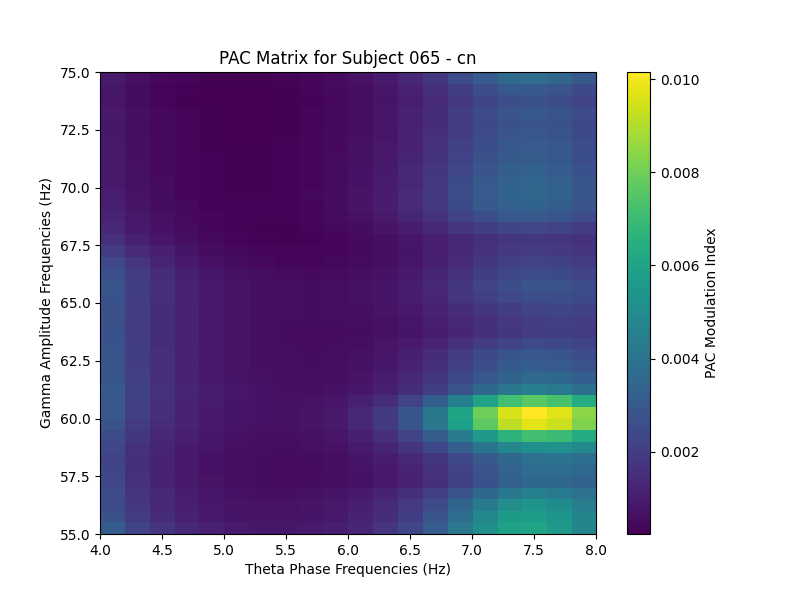 PAC Matrix for Subject 065 - cn
75.0
72.5
70.0
67.5
65.0
62.5
60.0
57.5
55.0
Gamma Amplitude Frequencies (Hz)
4.0 4.5 5.0 5.5 6.0 6.5 7.0 7.5 8.0
Theta Phase Frequencies (Hz)
0.010
0.008
0.006
0.004
0.002
PAC Modulation Index